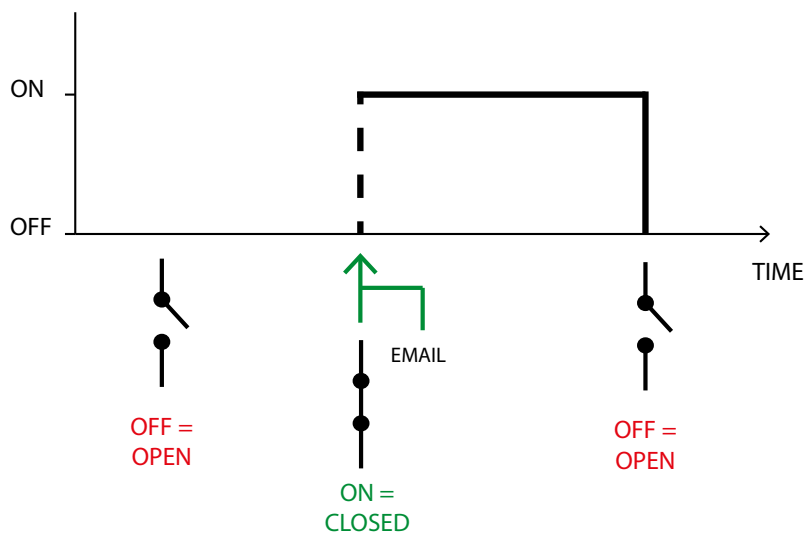 ON
OFF
TIME
EMAIL
OFF =
OPEN
ON =
CLOSED
OFF =
OPEN